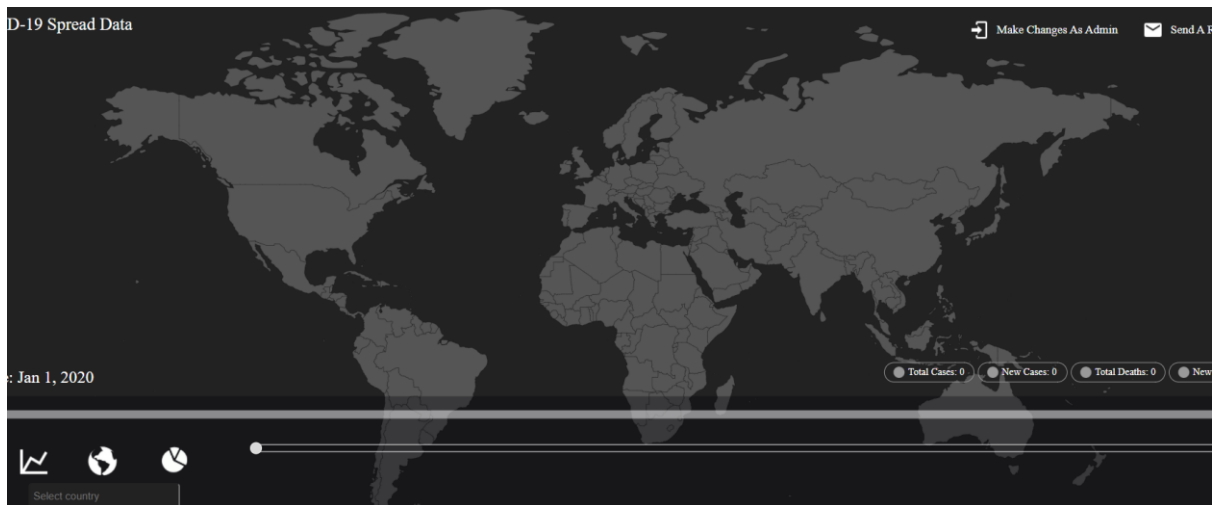 D-19 Spread Data
Make Changes As Admin
Send A F
: Jan 1, 2020
Total Cases: 0
New Cases: 0
Total Deaths: 0
New
Select country